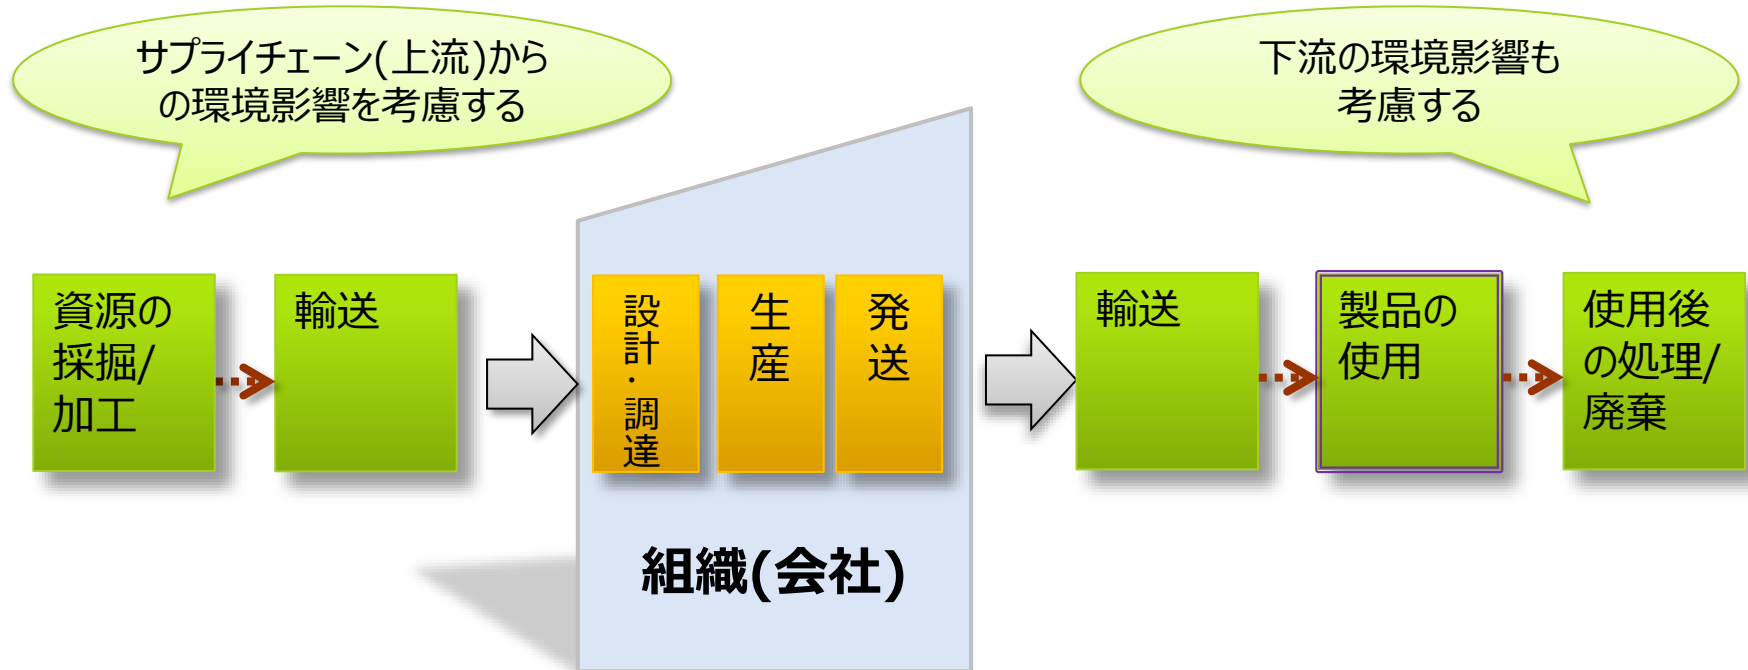 サプライチェーン(上流)から
の環境影響を考慮する
下流の環境影響も
考慮する
資源の
採掘/
加工
輸送
設計・調達
生産
発送
輸送
製品の
使用
使用後
の処理/
廃棄
組織(会社)